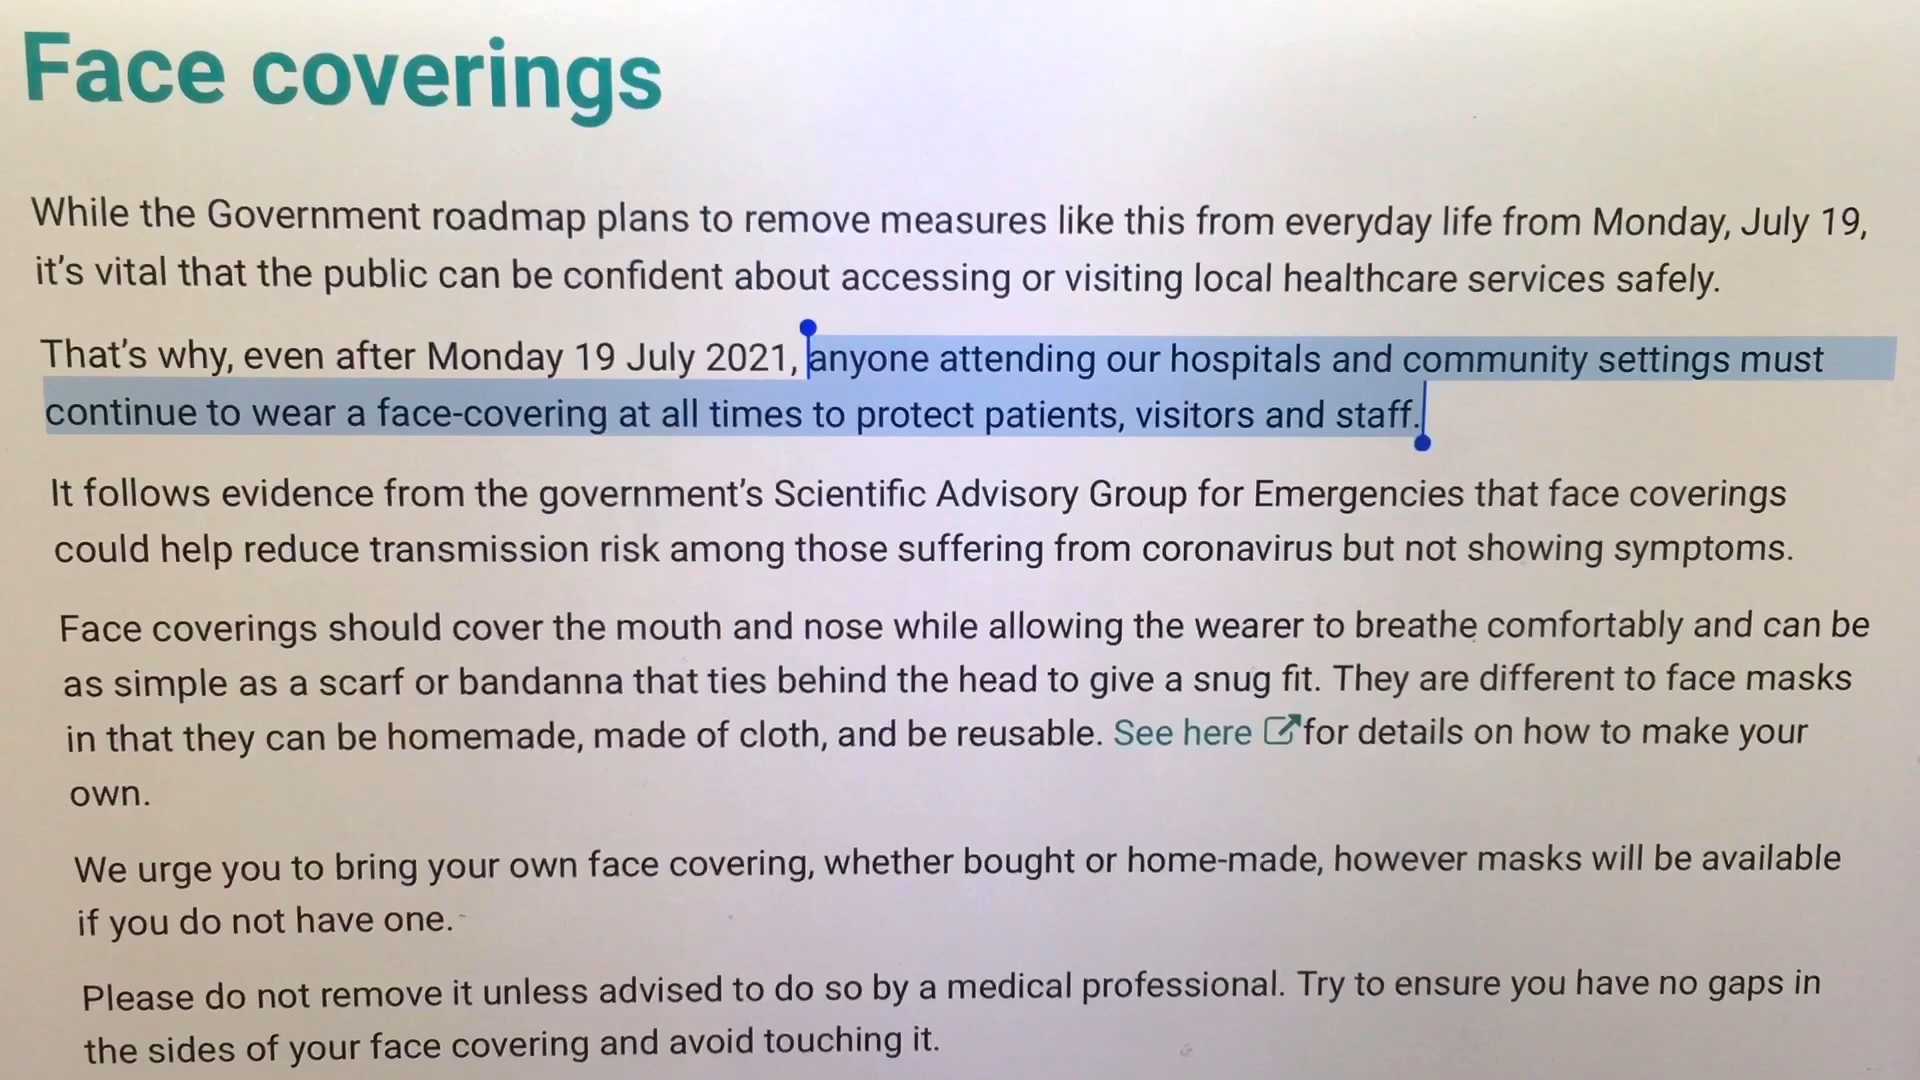 Face coverings
While the Government roadmap plans to remove measures like this from everyday life from Monday, July 19,
it's vital that the public can be confident about accessing or visiting local healthcare services safely.
That's why, even after Monday 19 July 2021, anyone attending our hospitals and community settings must
continue to wear a face-covering at all times to protect patients, visitors and staff.
It follows evidence from the government's Scientific Advisory Group for Emergencies that face coverings
could help reduce transmission risk among those suffering from coronavirus but not showing symptoms.
Face coverings should cover the mouth and nose while allowing the wearer to breathe comfortably and can be
as simple as a scarf or bandanna that ties behind the head to give a snug fit. They are different to face masks
in that they can be homemade, made of cloth, and be reusable. See here for details on how to make your
own.
We urge you to bring your own face covering, whether bought or home-made, however masks will be available
if you do not have one.
Please do not remove it unless advised to do so by a medical professional. Try to ensure you have no gaps in
the sides of your face covering and avoid touching it.